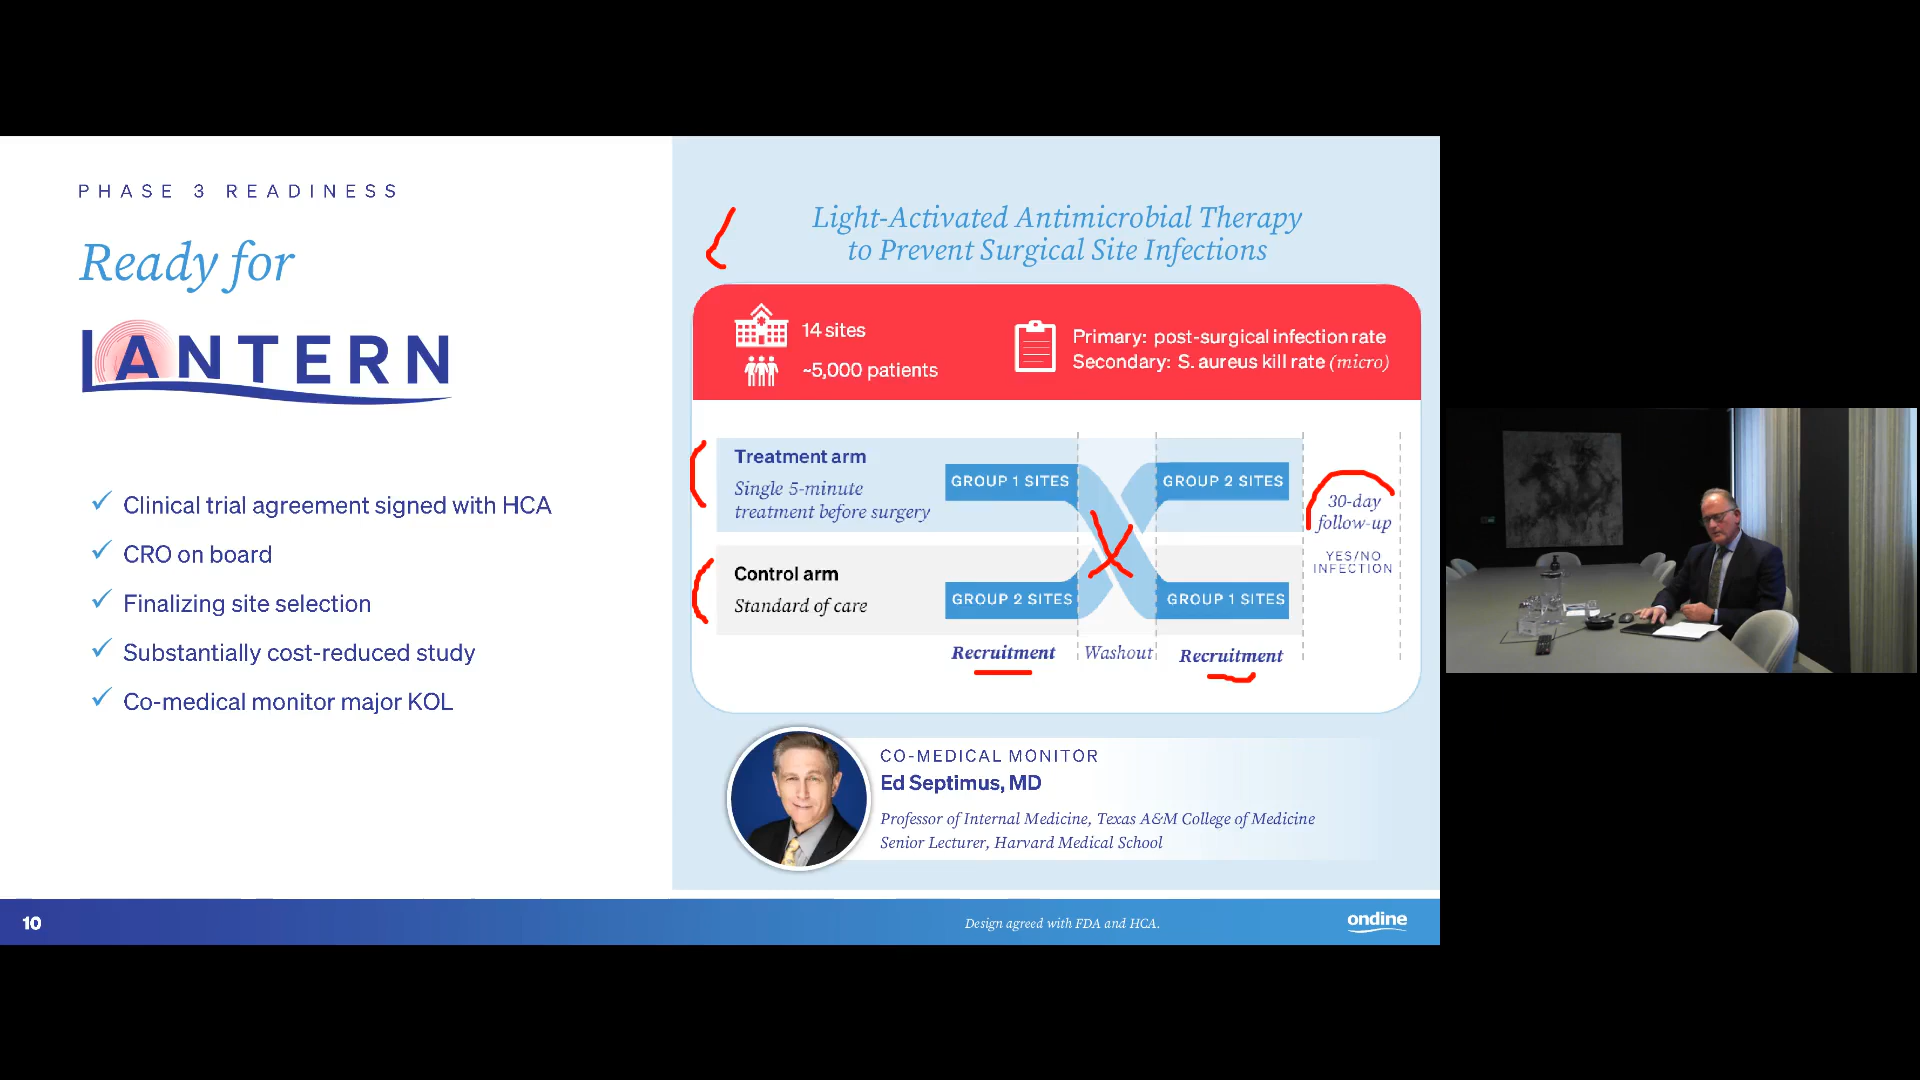 PHASE 3 READINESS
Ready for
LANTERN
Clinical trial agreement signed with HCA
CRO on board
Finalizing site selection
Substantially cost-reduced study
Co-medical monitor major KOL
Light-Activated Antimicrobial Therapy
to Prevent Surgical Site Infections
14 sites
~5,000 patients
Primary: post-surgical infection rate
Secondary: S. aureus kill rate (micro)
Treatment arm
Single 5-minute
treatment before surgery
GROUP 1 SITES
GROUP 2 SITES
Control arm
Standard of care
GROUP 2 SITES
GROUP 1 SITES
30-day
follow-up
YES/NO
INFECTION
Recruitment
Washout
Recruitment
CO-MEDICAL MONITOR
Ed Septimus, MD
Professor of Internal Medicine, Texas A&M College of Medicine
Senior Lecturer, Harvard Medical School
10
Design agreed with FDA and HCA.
ondine